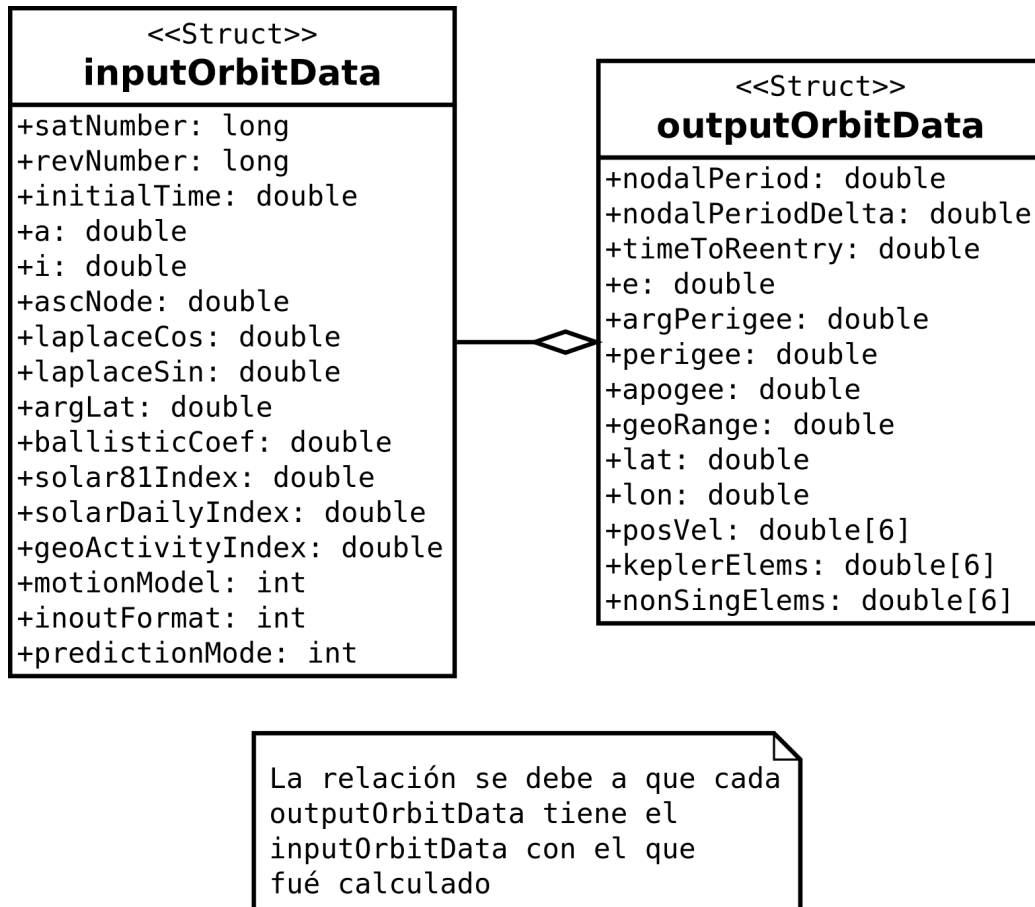 <<Struct>>
inputOrbitData
+satNumber: long
+revNumber: long
+initialTime: double
+a: double
+i: double
+ascNode: double
+laplaceCos: double
+laplaceSin: double
+argLat: double
+ballisticCoef: double
+solar81Index: double
+solarDailyIndex: double
+geoActivityIndex: double
+motionModel: int
+inoutFormat: int
+predictionMode: int
<<Struct>>
outputOrbitData
+nodalPeriod: double
+nodalPeriodDelta: double
+timeToReentry: double
+e: double
+argPerigee: double
+perigee: double
+apogee: double
+geoRange: double
+lat: double
+lon: double
+posVel: double[6]
+keplerElems: double[6]
+nonSingElems: double[6]
La relación se debe a que cada
outputOrbitData tiene el
inputOrbitData con el que
fué calculado